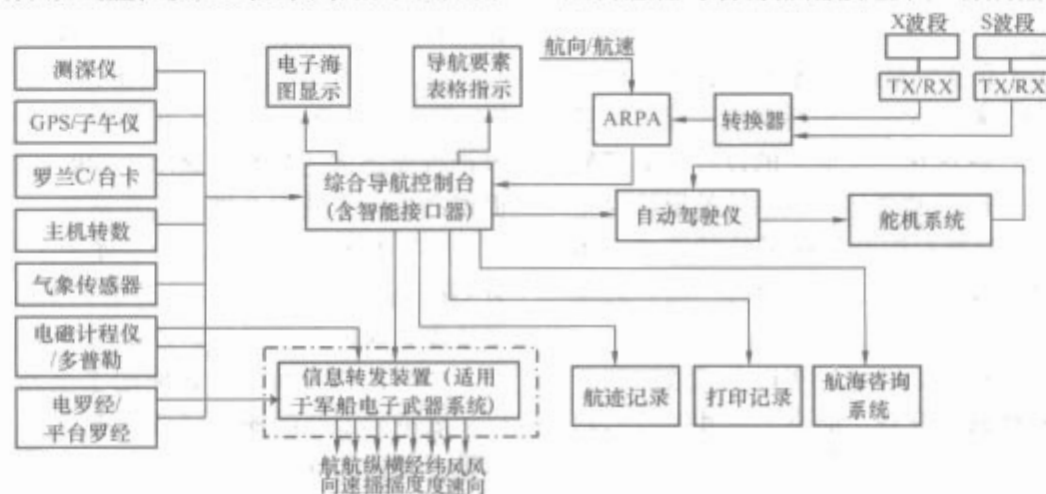 X波段
S波段
测深仪
电子海
图显示
导航要素
表格指示
航向/航速
TX/RX
TX/RX
GPS/子午仪
ARPA
转换器
罗兰C/台卡
综合导航控制台
(含智能接口器)
自动驾驶仪
舵机系统
主机转数
气象传感器
电磁计程仪
/多普勒
信息转发装置(适用
于军船电子武器系统)
航迹记录
打印记录
航海咨询
系统
电罗经/
平台罗经
航向
航速
纵摇
横摇
经度
纬度
风速
风向